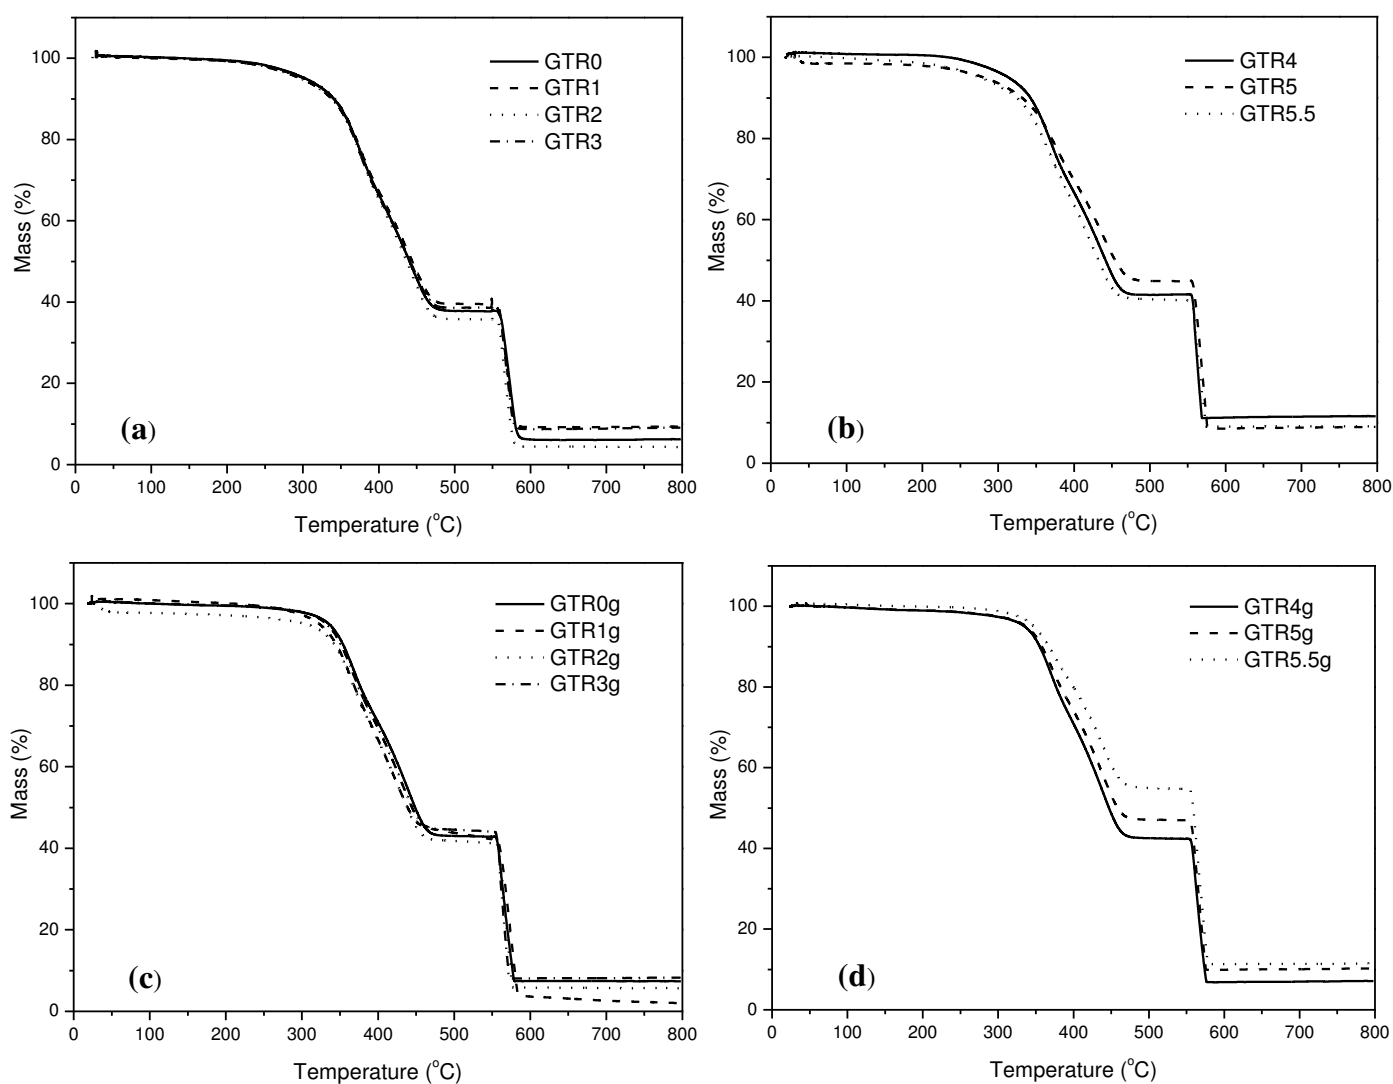 100
80
60
40
20
0
Mass (%)
GTR0
GTR1
GTR2
GTR3
(a)
0 100 200 300 400 500 600 700 800
Temperature (°C)
100
80
60
40
20
0
Mass (%)
GTR4
GTR5
GTR5.5
(b)
0 100 200 300 400 500 600 700 800
Temperature (°C)
100
80
60
40
20
0
Mass (%)
GTR0g
GTR1g
GTR2g
GTR3g
(c)
0 100 200 300 400 500 600 700 800
Temperature (°C)
100
80
60
40
20
0
Mass (%)
GTR4g
GTR5g
GTR5.5g
(d)
0 100 200 300 400 500 600 700 800
Temperature (°C)